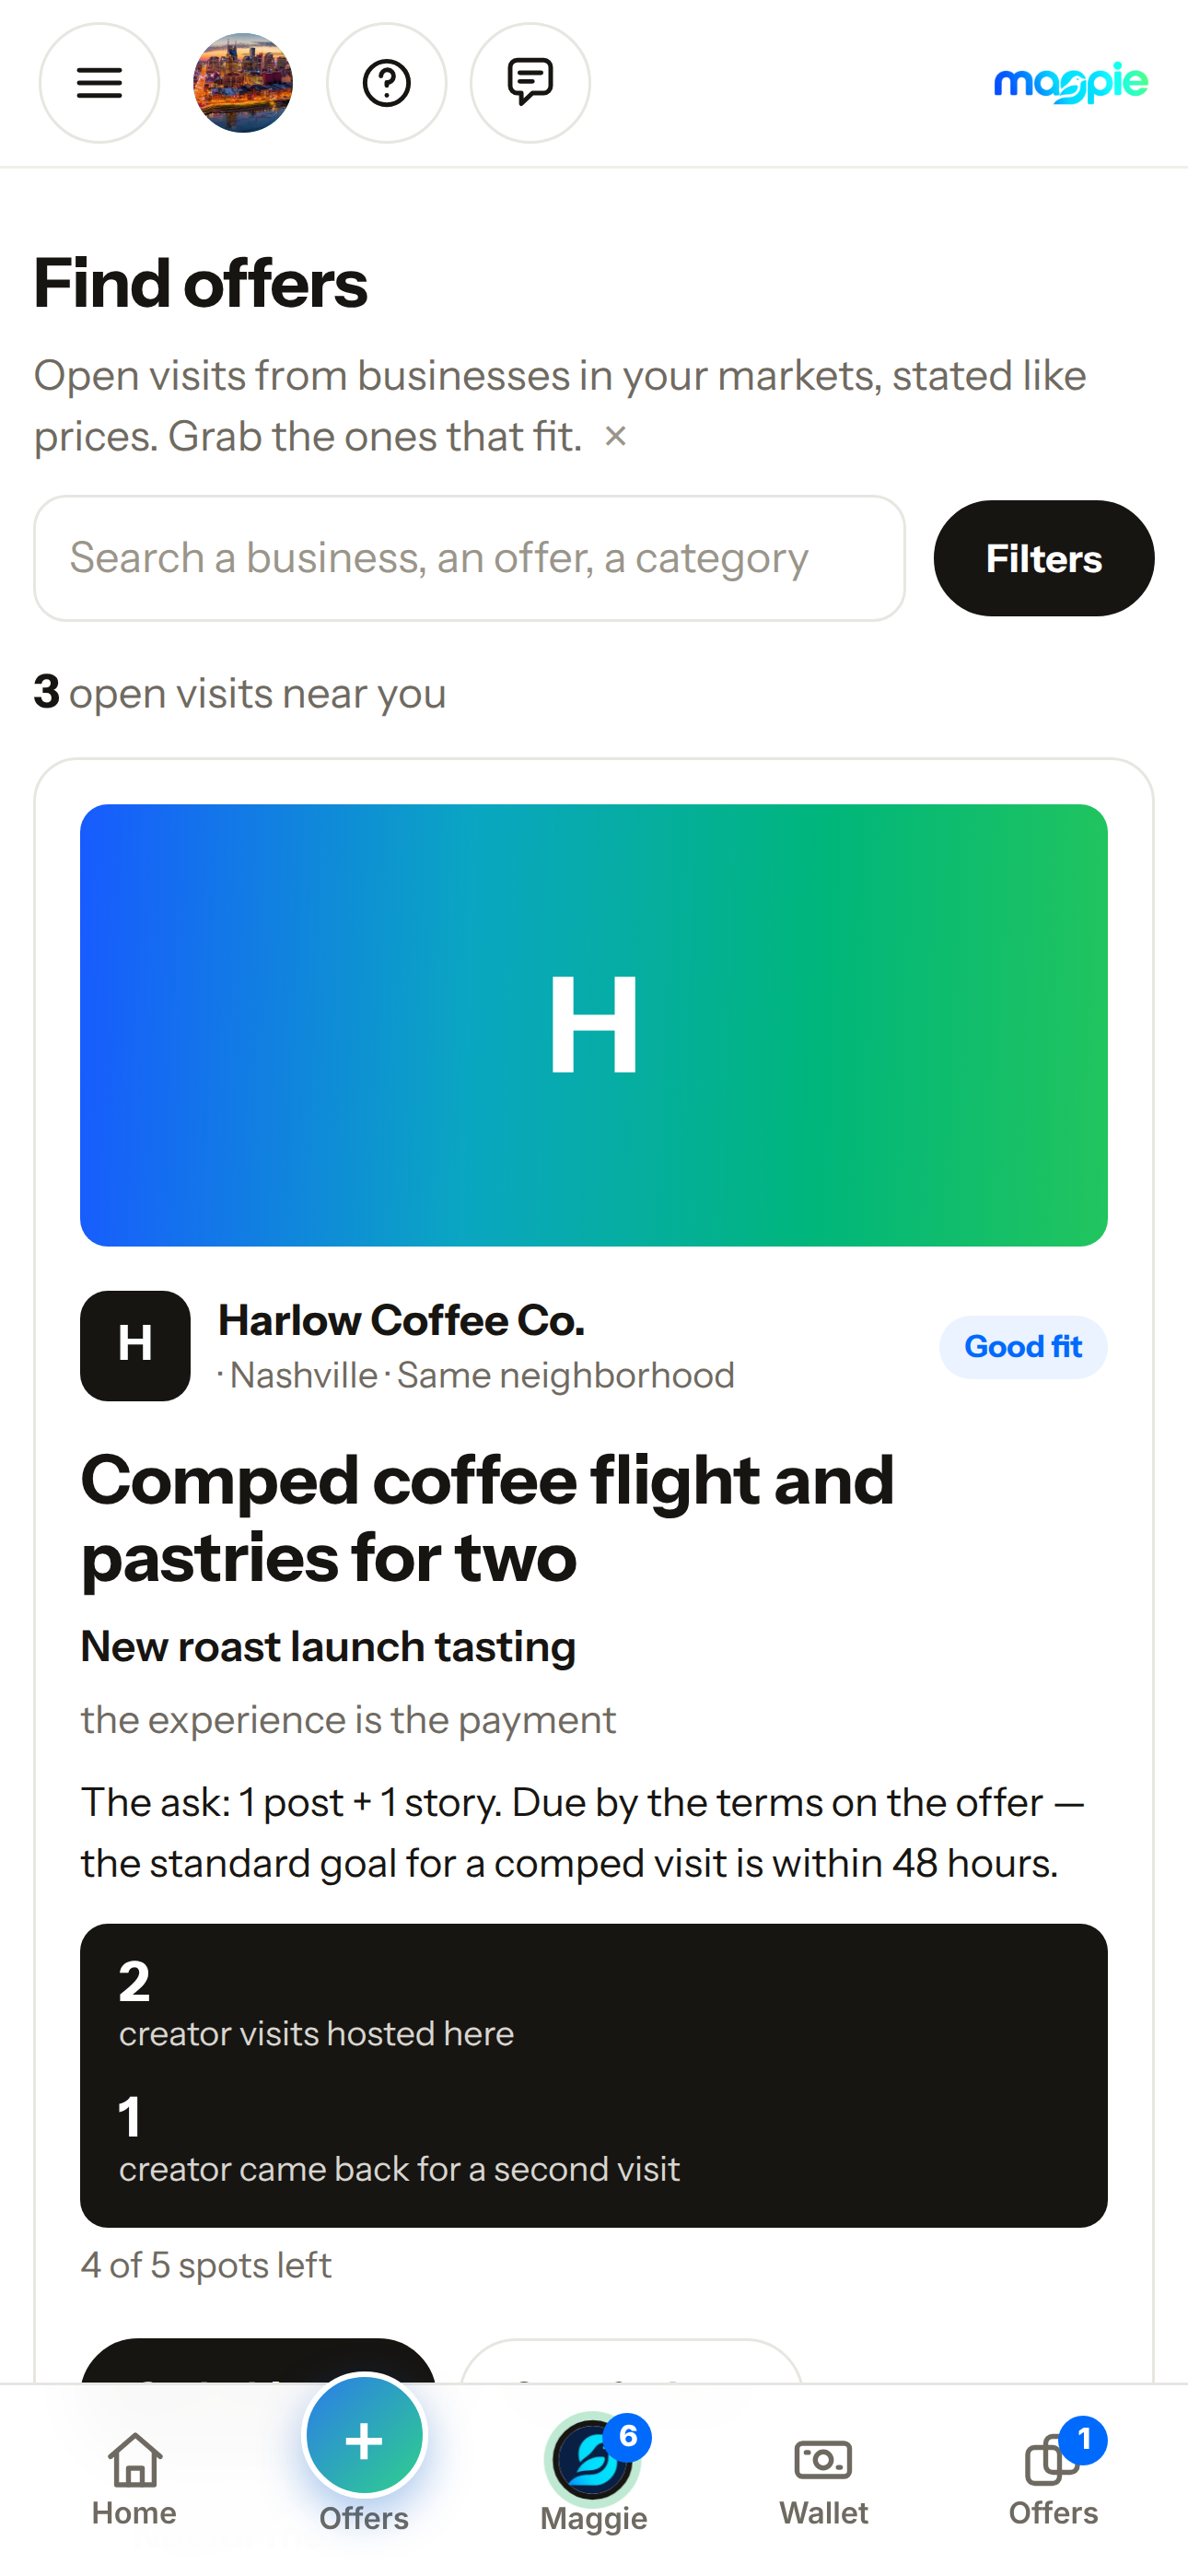 magpie
Find offers
Open visits from businesses in your markets, stated like
prices. Grab the ones that fit. ×
Search a business, an offer, a category
Filters
3 open visits near you
H
H
Harlow Coffee Co.
· Nashville · Same neighborhood
Good fit
Comped coffee flight and
pastries for two
New roast launch tasting
the experience is the payment
The ask: 1 post + 1 story. Due by the terms on the offer —
the standard goal for a comped visit is within 48 hours.
2
creator visits hosted here
1
creator came back for a second visit
4 of 5 spots left
Home
+
Offers
6
Maggie
Wallet
1
Offers